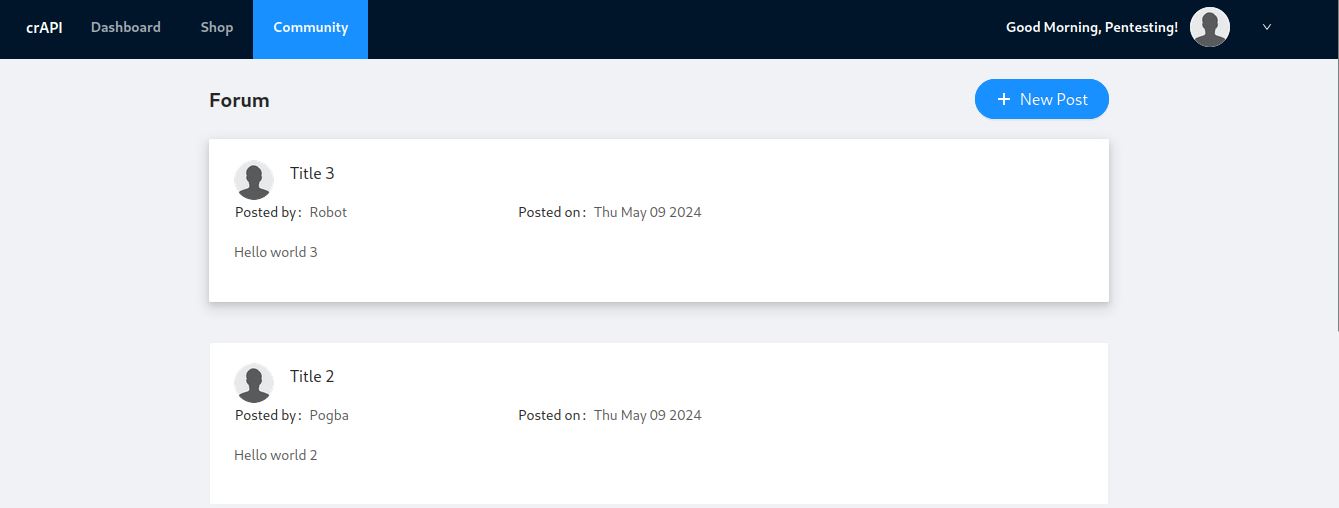 crAPI Dashboard Shop Community Good Morning, Pentesting!
Forum + New Post
Title 3
Posted by: Robot Posted on: Thu May 09 2024
Hello world 3
Title 2
Posted by: Pogba Posted on: Thu May 09 2024
Hello world 2